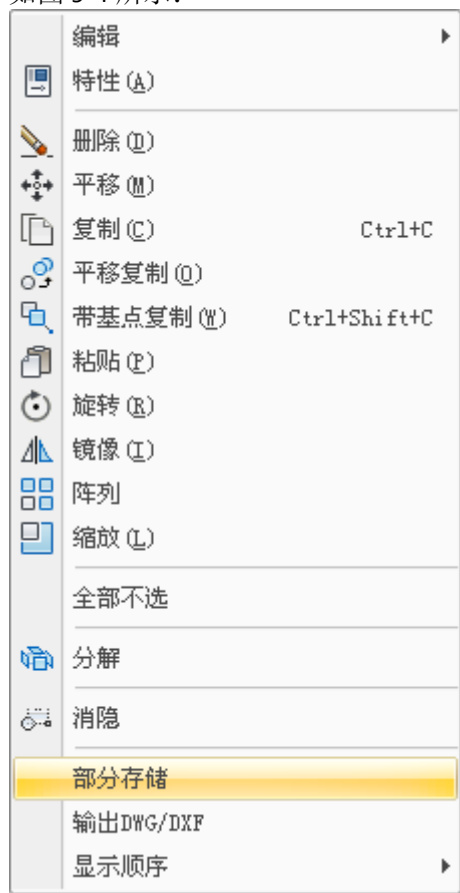 编辑
特性(A)
删除(D)
平移(M)
复制(C) Ctrl+C
平移复制(O)
带基点复制(W) Ctrl+Shift+C
粘贴(P)
旋转(R)
镜像(I)
阵列
缩放(L)
全部不选
分解
消隐
部分存储
输出DWG/DXF
显示顺序